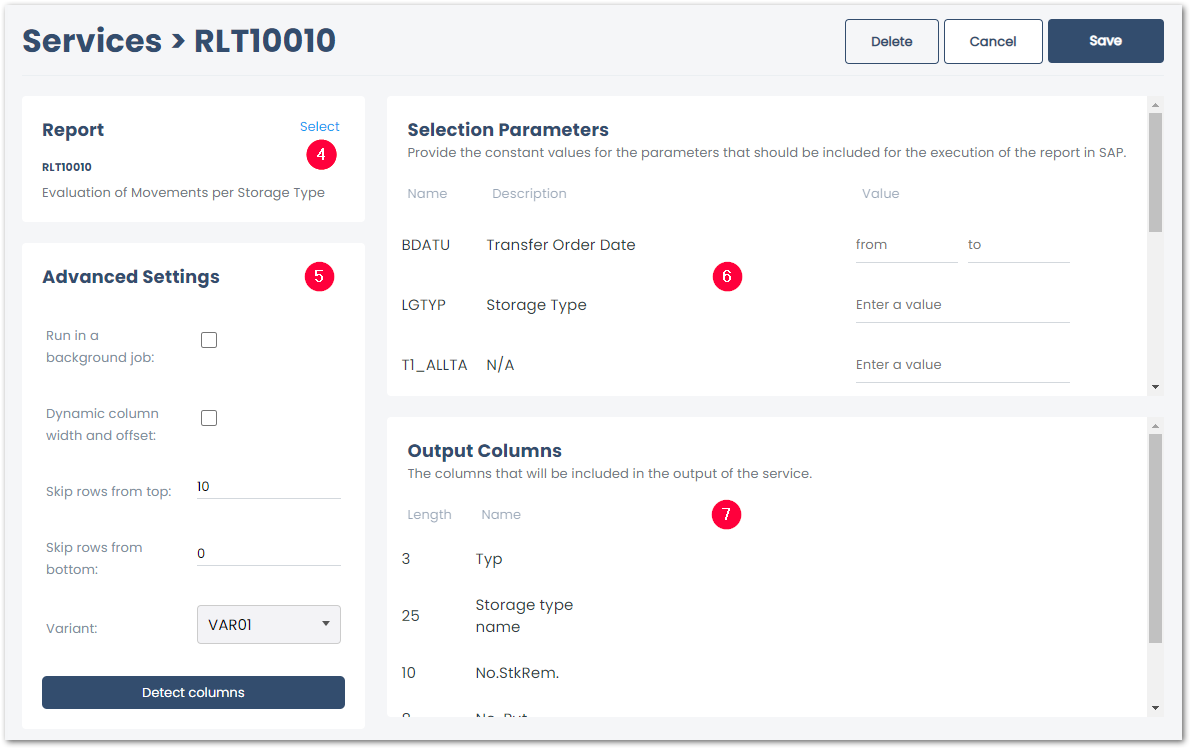 Services > RLT10010
Delete
Cancel
Save
Report
Select
4
RLT10010
Evaluation of Movements per Storage Type
Advanced Settings
5
Run in a
background job:
Dynamic column
width and offset:
Skip rows from top:
10
Skip rows from
bottom:
0
Variant:
VAR01
Detect columns
Selection Parameters
Provide the constant values for the parameters that should be included for the execution of the report in SAP.
Name Description Value
BDATU Transfer Order Date from to
6
LGTYP Storage Type Enter a value
T1_ALLTA N/A Enter a value
Output Columns
The columns that will be included in the output of the service.
Length Name
7
3 Typ
25 Storage type
name
10 No.StkRem.